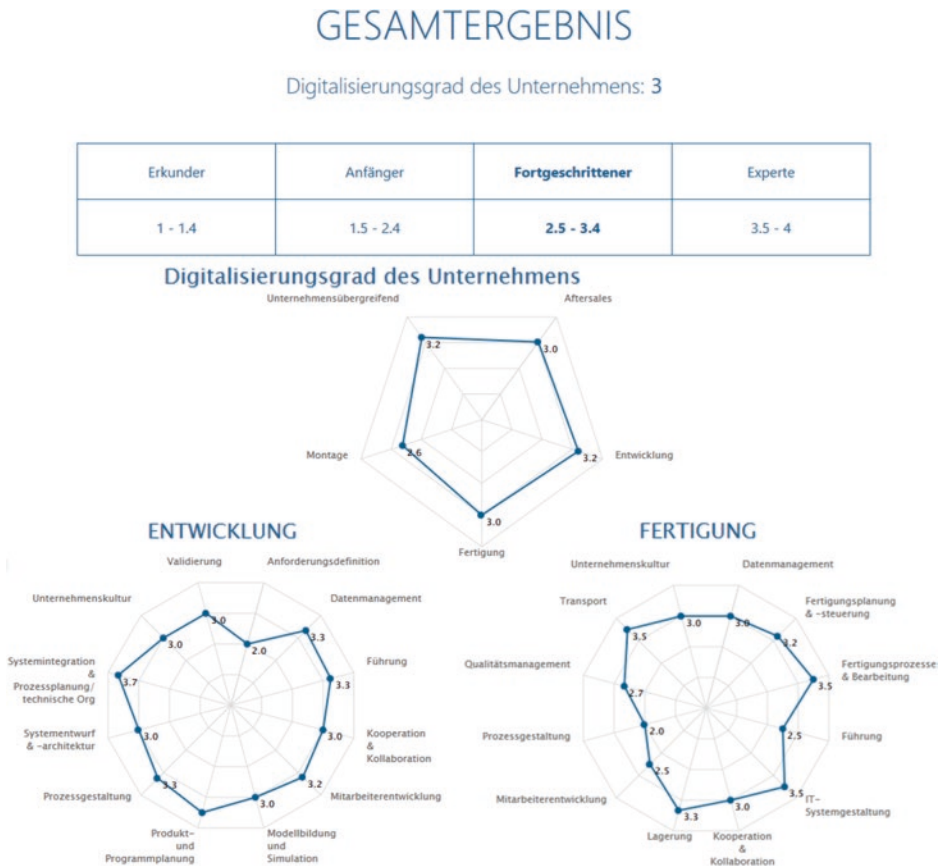 GESAMTERGEBNIS
Digitalisierungsgrad des Unternehmens: 3
Erkunder
Anfänger
Fortgeschrittener
Experte
1 - 1.4
1.5 - 2.4
2.5 - 3.4
3.5 - 4
Digitalisierungsgrad des Unternehmens
Unternehmensübergreifend
Aftersales
3.2
3.0
Montage
2.6
Entwicklung
3.2
3.0
Fertigung
ENTWICKLUNG
Validierung
Anforderungsdefinition
Unternehmenskultur
Datenmanagement
3.0
2.0
3.3
3.0
Systemintegration
&
Prozessplanung/
technische Org
3.7
Führung
3.3
Systementwurf
& -architektur
3.0
Kooperation
&
Kollaboration
3.0
Prozessgestaltung
3.3
Mitarbeiterentwicklung
3.2
3.0
Produkt-
und
Programmplanung
Modellbildung
und
Simulation
FERTIGUNG
Unternehmenskultur
Datenmanagement
Transport
Fertigungsplanung
& -steuerung
3.5
3.0
3.0
3.2
Qualitätsmanagement
2.7
Fertigungsprozesse
& Bearbeitung
3.5
Prozessgestaltung
2.0
Führung
2.5
Mitarbeiterentwicklung
2.5
3.5
IT-
Systemgestaltung
3.3
3.0
Lagerung
Kooperation
&
Kollaboration